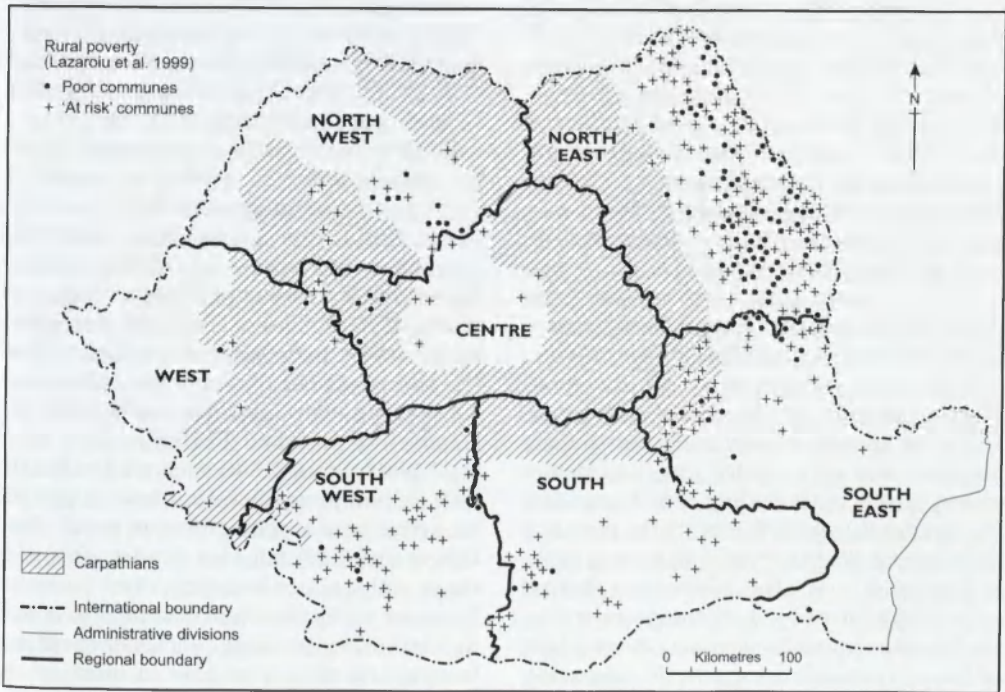 Rural poverty
(Lazaroiu et al. 1999)
Poor communes
'At risk' communes
N
NORTH
WEST
NORTH
EAST
CENTRE
WEST
SOUTH
WEST
SOUTH
SOUTH
EAST
Carpathians
International boundary
Administrative divisions
Regional boundary
0 Kilometres 100